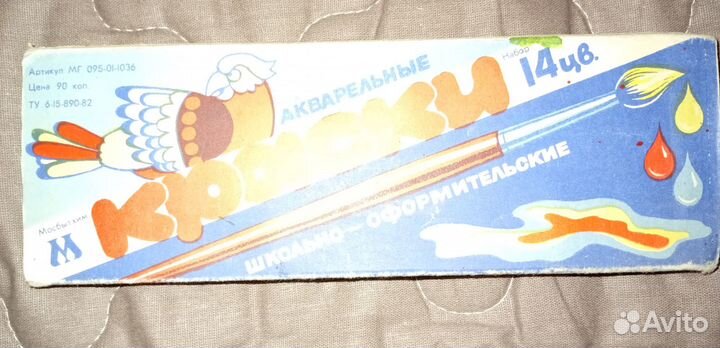 Артикул МГ 095-01-1036
Цена 90 коп.
ТУ 6-15-890-82
АКВАРЕЛЬНЫЕ
КРАСКИ
Набор
14 цв.
ШКОЛЬНО-ОФОРМИТЕЛЬСКИЕ
Мосбытхим
М
Avito